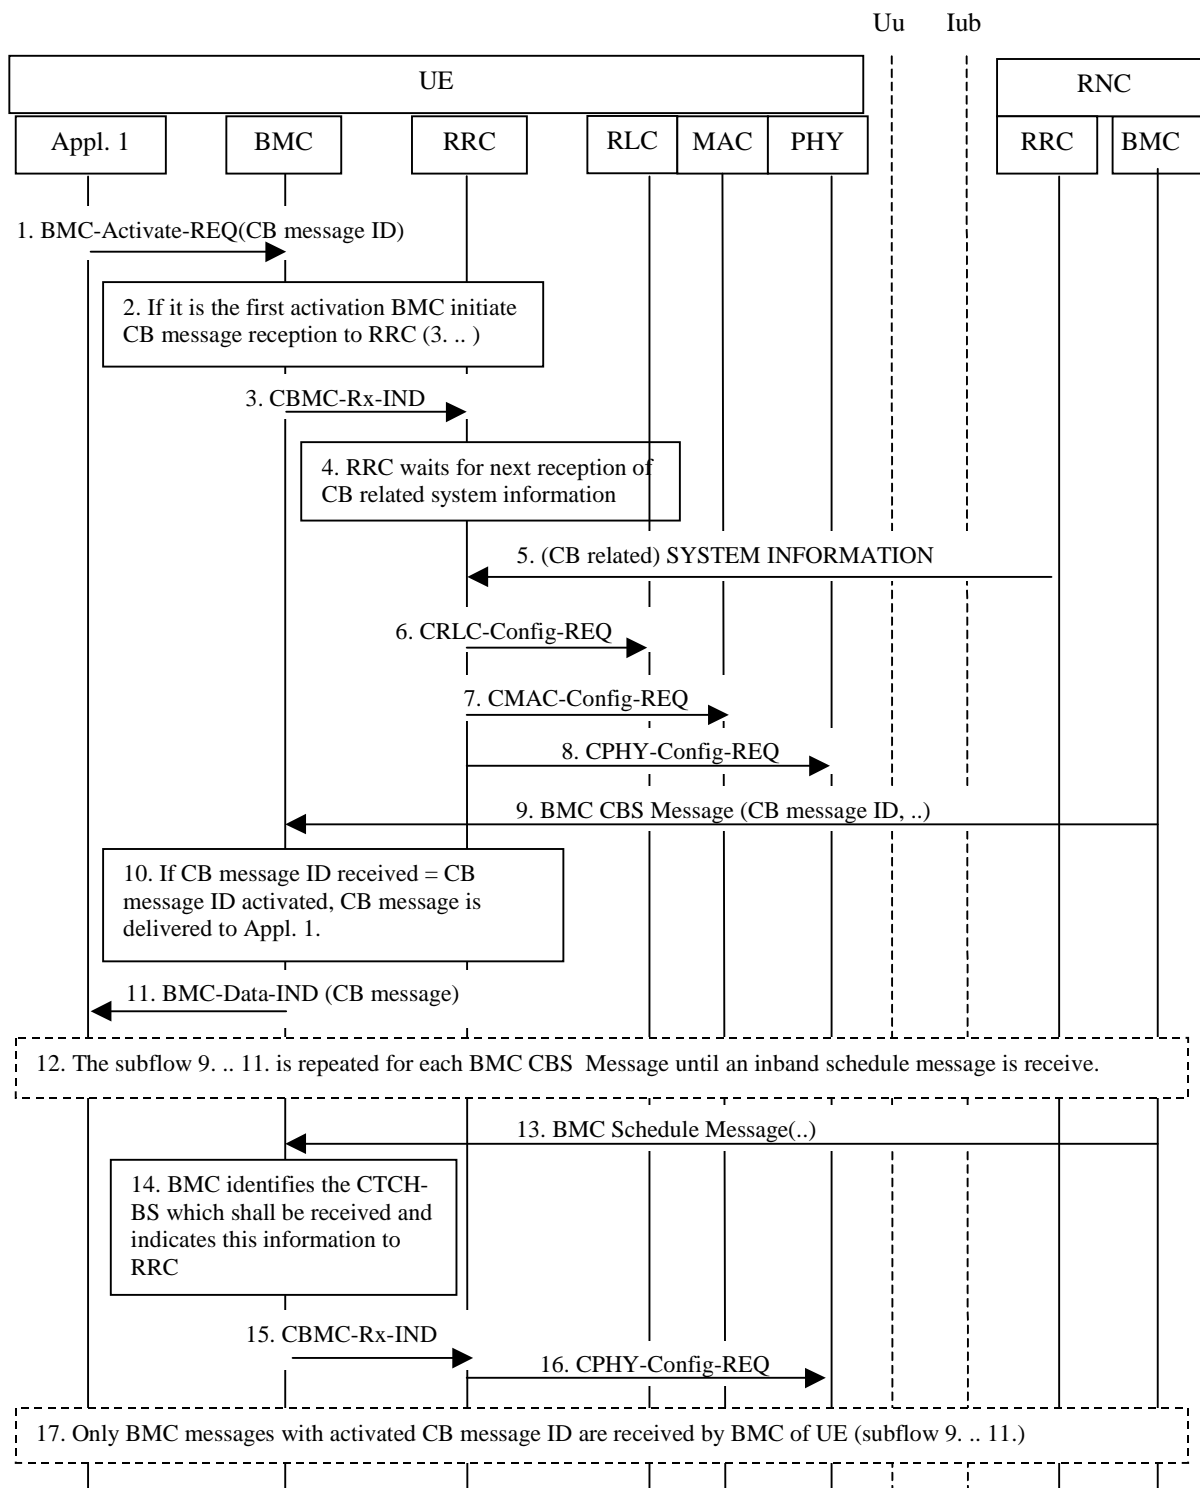 Uu Iub
UE
RNC
Appl. 1 BMC RRC RLC MAC PHY RRC BMC
1. BMC-Activate-REQ(CB message ID)
2. If it is the first activation BMC initiate
CB message reception to RRC (3. .. )
3. CBMC-Rx-IND
4. RRC waits for next reception of
CB related system information
5. (CB related) SYSTEM INFORMATION
6. CRLC-Config-REQ
7. CMAC-Config-REQ
8. CPHY-Config-REQ
9. BMC CBS Message (CB message ID, ..)
10. If CB message ID received = CB
message ID activated, CB message is
delivered to Appl. 1.
11. BMC-Data-IND (CB message)
12. The subflow 9. .. 11. is repeated for each BMC CBS  Message until an inband schedule message is receive.
13. BMC Schedule Message(..)
14. BMC identifies the CTCH-
BS which shall be received and
indicates this information to
RRC
15. CBMC-Rx-IND
16. CPHY-Config-REQ
17. Only BMC messages with activated CB message ID are received by BMC of UE (subflow 9. .. 11.)